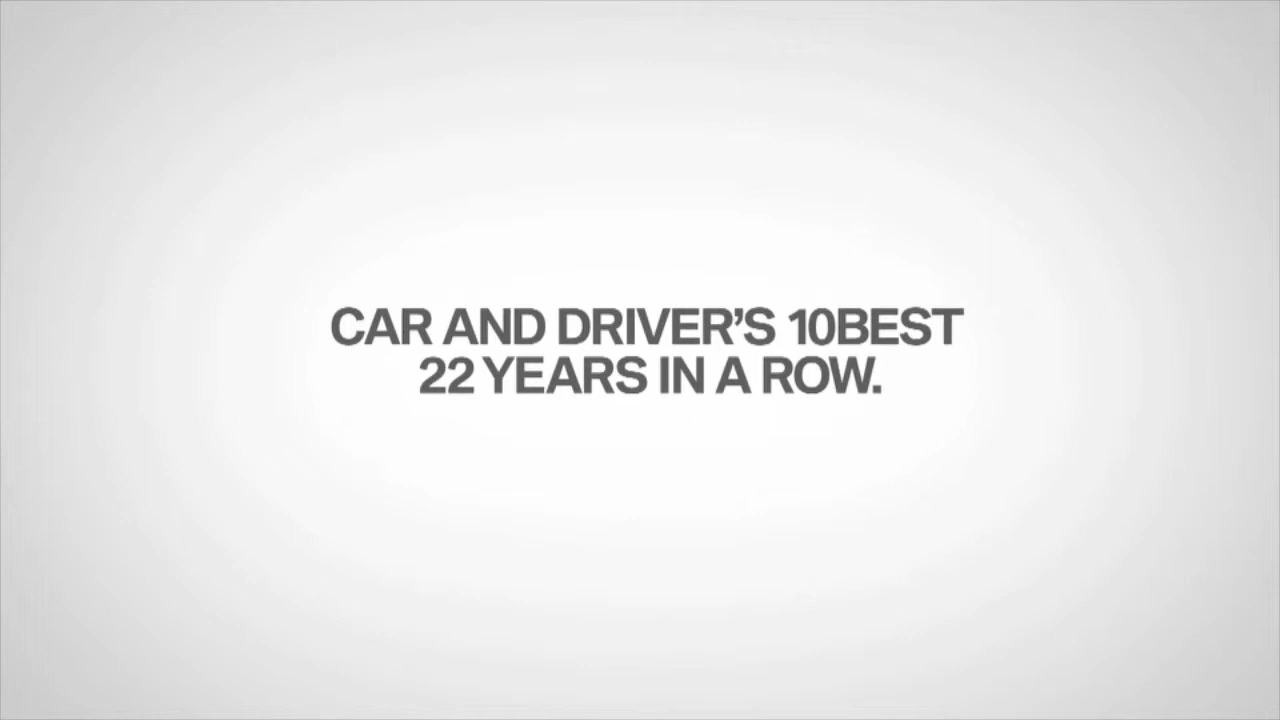 CAR AND DRIVER’S 10BEST
22 YEARS IN A ROW.